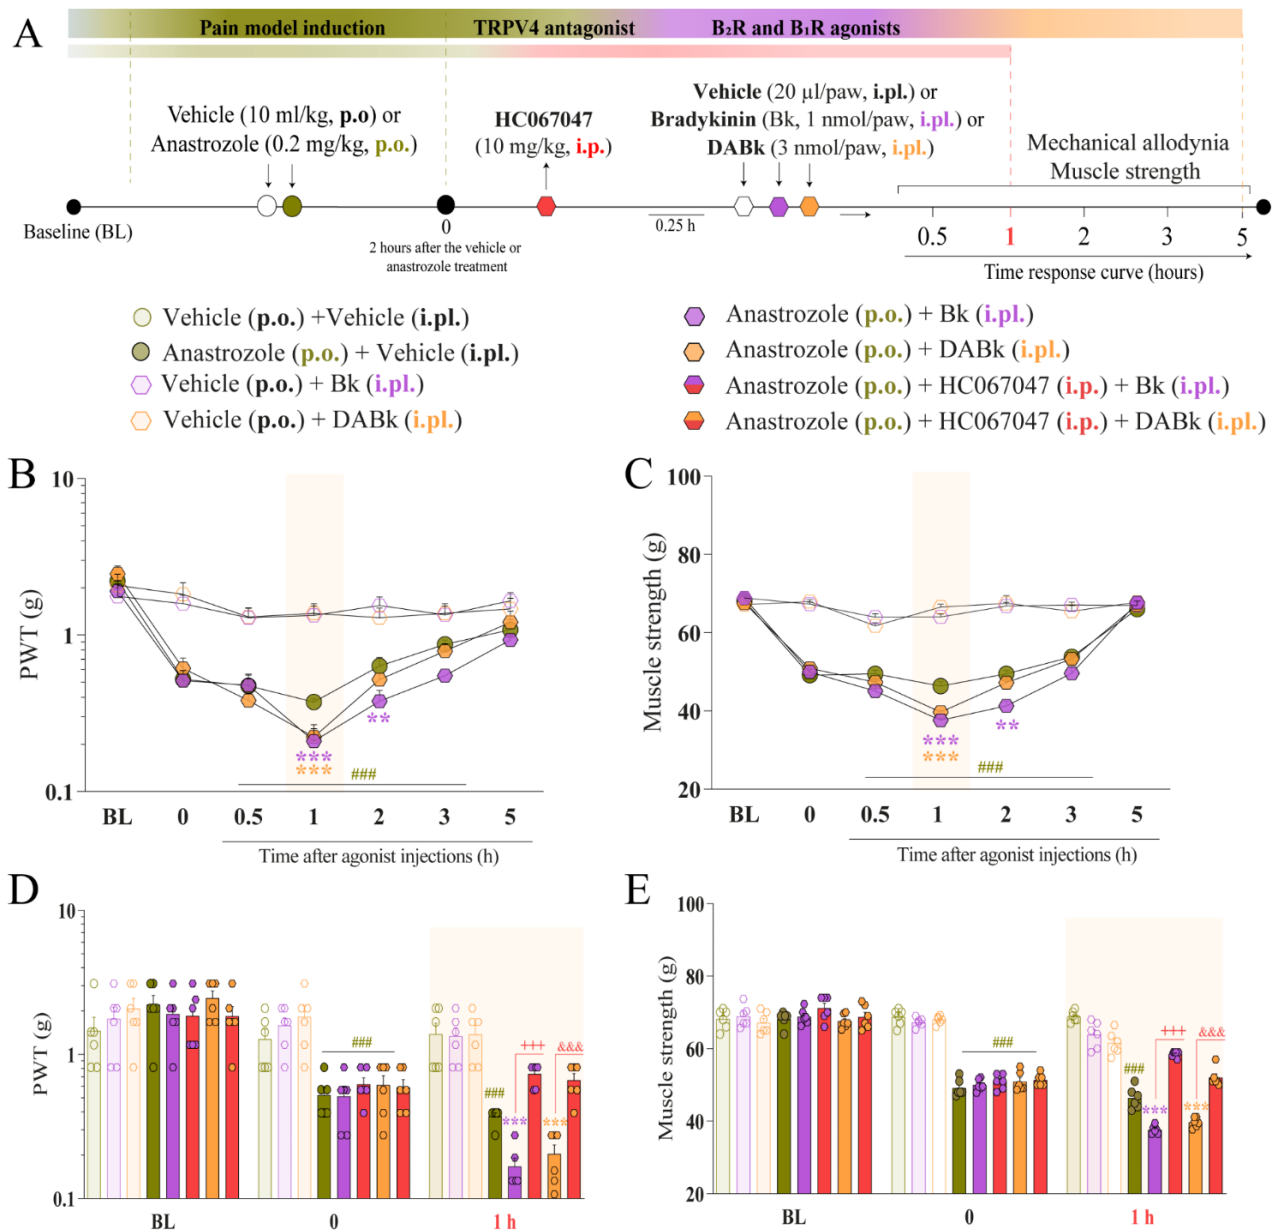 A
Pain model induction
TRPV4 antagonist
B₂R and B₁R agonists
Vehicle (10 ml/kg, p.o) or
Anastrozole (0.2 mg/kg, p.o.)
HC067047
(10 mg/kg, i.p.)
Vehicle (20 µl/paw, i.pl.) or
Bradykinin (Bk, 1 nmol/paw, i.pl.) or
DABk (3 nmol/paw, i.pl.)
Mechanical allodynia
Muscle strength
Baseline (BL)
0
2 hours after the vehicle or
anastrozole treatment
0.25 h
0.5 1 2 3 5
Time response curve (hours)
Vehicle (p.o.) +Vehicle (i.pl.)
Anastrozole (p.o.) + Vehicle (i.pl.)
Vehicle (p.o.) + Bk (i.pl.)
Vehicle (p.o.) + DABk (i.pl.)
Anastrozole (p.o.) + Bk (i.pl.)
Anastrozole (p.o.) + DABk (i.pl.)
Anastrozole (p.o.) + HC067047 (i.p.) + Bk (i.pl.)
Anastrozole (p.o.) + HC067047 (i.p.) + DABk (i.pl.)
B
PWT (g)
10
1
0.1
**
***
***
###
BL 0 0.5 1 2 3 5
Time after agonist injections (h)
C
Muscle strength (g)
100
80
60
40
20
**
***
***
###
BL 0 0.5 1 2 3 5
Time after agonist injections (h)
D
PWT (g)
10
1
0.1
###
###
***
+++
***
&&&
BL 0 1 h
E
Muscle strength (g)
100
80
60
40
20
###
###
***
+++
***
&&&
BL 0 1 h